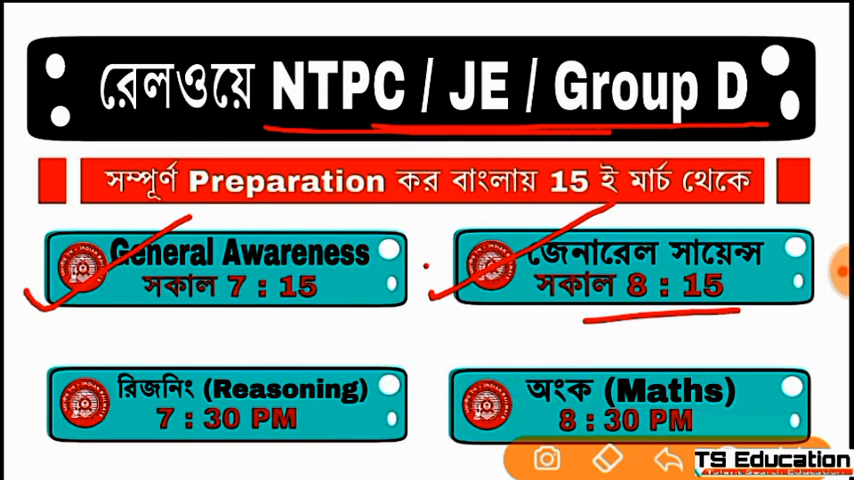 রেলওয়ে NTPC / JE / Group D
সম্পূর্ণ Preparation কর বাংলায় 15 ই মার্চ থেকে
General Awareness
সকাল 7 : 15
জেনারেল সায়েন্স
সকাল 8 : 15
রিজনিং (Reasoning)
7 : 30 PM
অংক (Maths)
8 : 30 PM
TS Education